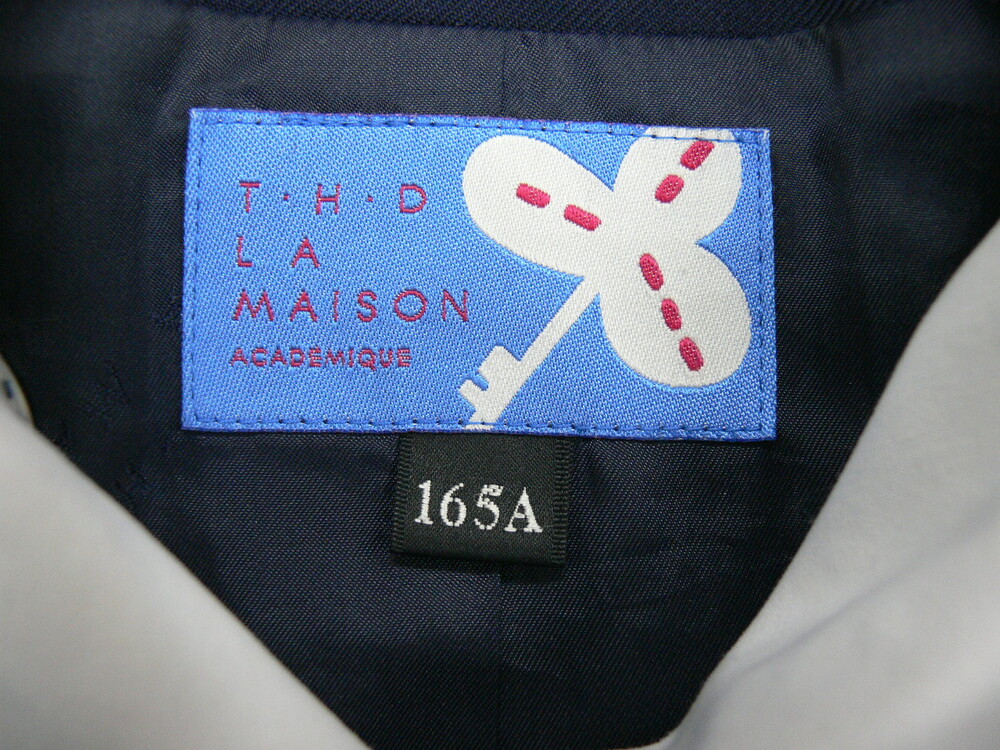 T·H·D
LA
MAISON
ACADEMIQUE
165A